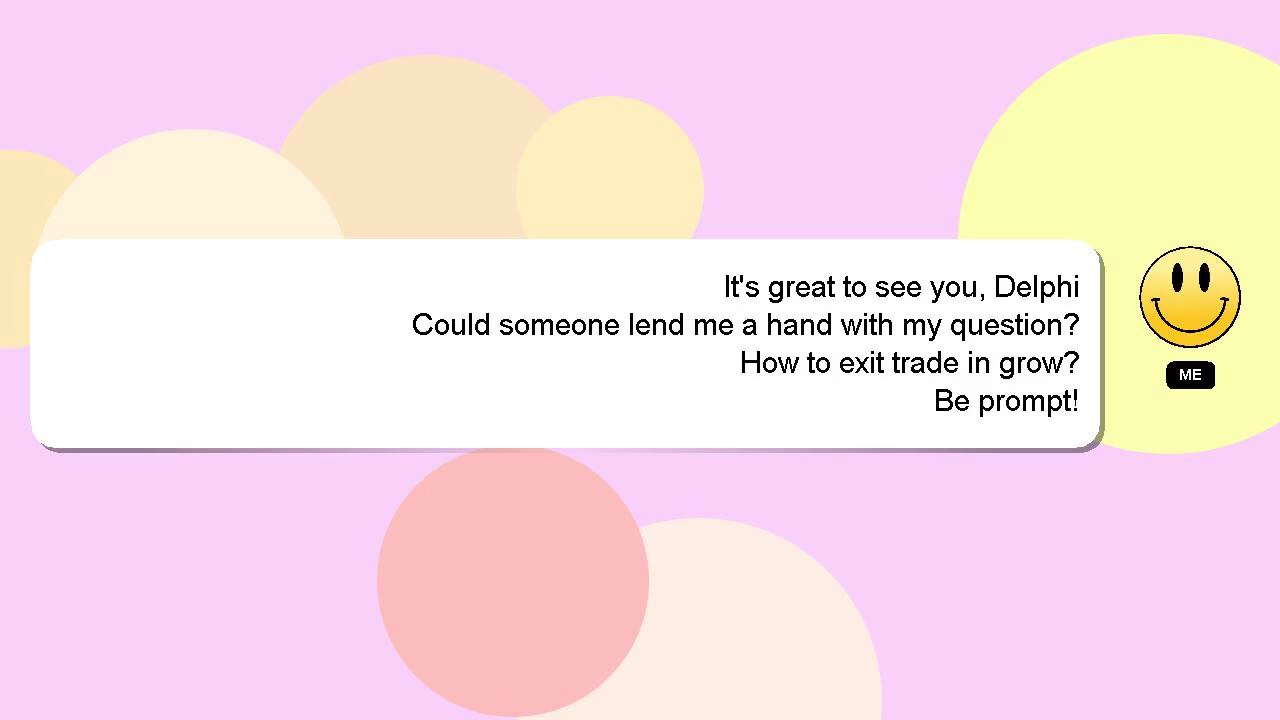 It's great to see you, Delphi
Could someone lend me a hand with my question?
How to exit trade in grow?
Be prompt!
ME